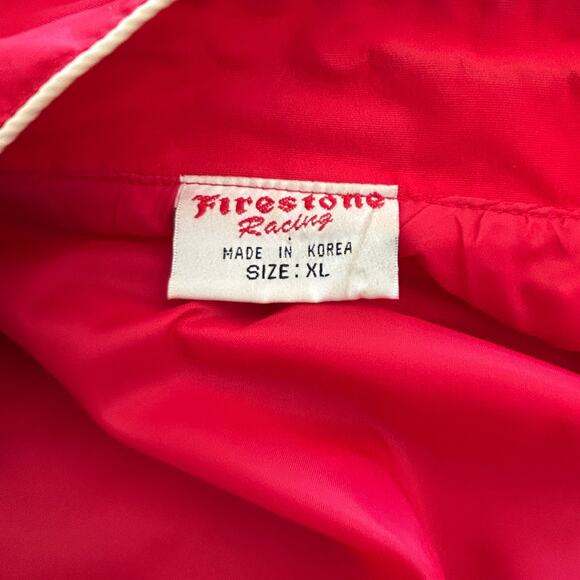 Firestone
Racing
MADE IN KOREA
SIZE: XL